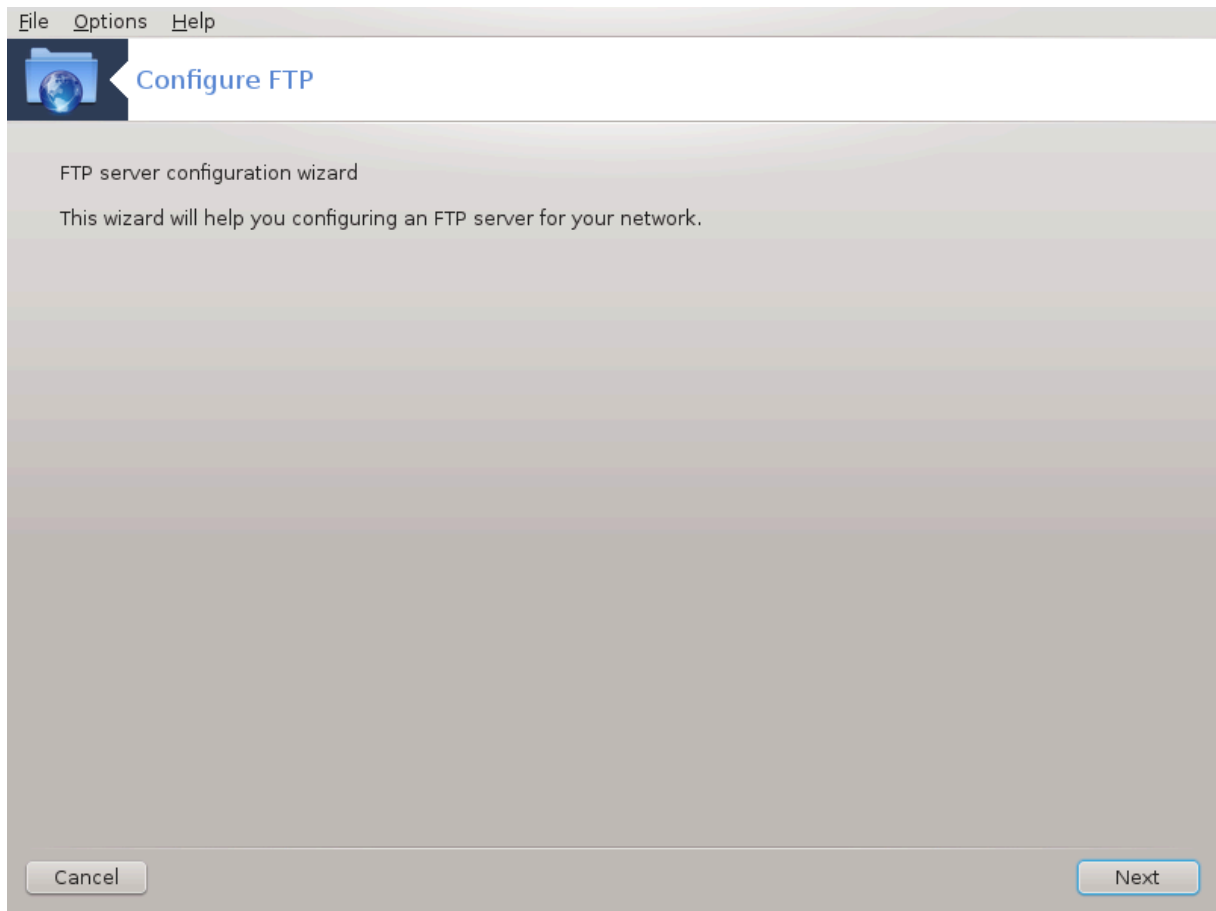 File Options Help
Configure FTP
FTP server configuration wizard
This wizard will help you configuring an FTP server for your network.
Cancel Next